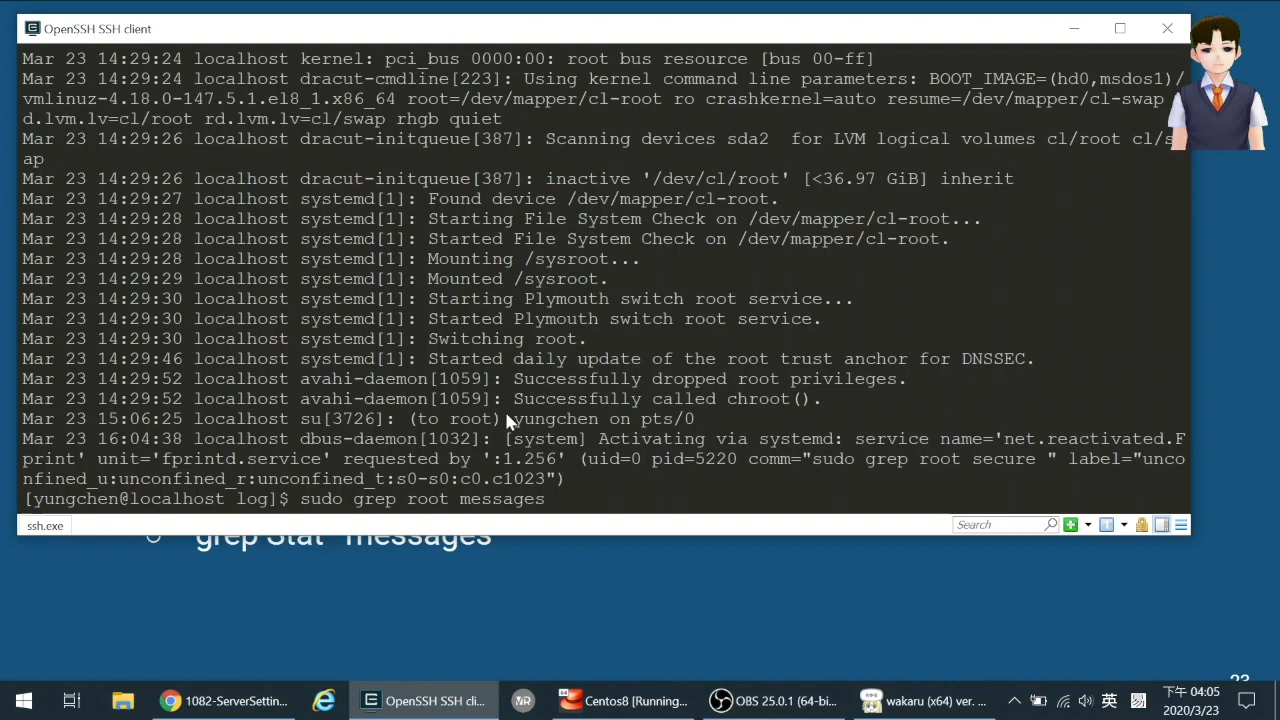 OpenSSH SSH client
Mar 23 14:29:24 localhost kernel: pci_bus 0000:00: root bus resource [bus 00-ff]
Mar 23 14:29:24 localhost dracut-cmdline[223]: Using kernel command line parameters: BOOT_IMAGE=(hd0,msdos1)/
vmlinuz-4.18.0-147.5.1.el8_1.x86_64 root=/dev/mapper/cl-root ro crashkernel=auto resume=/dev/mapper/cl-swap
d.lvm.lv=cl/root rd.lvm.lv=cl/swap rhgb quiet
Mar 23 14:29:26 localhost dracut-initqueue[387]: Scanning devices sda2  for LVM logical volumes cl/root cl/s
ap
Mar 23 14:29:26 localhost dracut-initqueue[387]: inactive '/dev/cl/root' [<36.97 GiB] inherit
Mar 23 14:29:27 localhost systemd[1]: Found device /dev/mapper/cl-root.
Mar 23 14:29:28 localhost systemd[1]: Starting File System Check on /dev/mapper/cl-root...
Mar 23 14:29:28 localhost systemd[1]: Started File System Check on /dev/mapper/cl-root.
Mar 23 14:29:28 localhost systemd[1]: Mounting /sysroot...
Mar 23 14:29:29 localhost systemd[1]: Mounted /sysroot.
Mar 23 14:29:30 localhost systemd[1]: Starting Plymouth switch root service...
Mar 23 14:29:30 localhost systemd[1]: Started Plymouth switch root service.
Mar 23 14:29:30 localhost systemd[1]: Switching root.
Mar 23 14:29:46 localhost systemd[1]: Started daily update of the root trust anchor for DNSSEC.
Mar 23 14:29:52 localhost avahi-daemon[1059]: Successfully dropped root privileges.
Mar 23 14:29:52 localhost avahi-daemon[1059]: Successfully called chroot().
Mar 23 15:06:25 localhost su[3726]: (to root) yungchen on pts/0
Mar 23 16:04:38 localhost dbus-daemon[1032]: [system] Activating via systemd: service name='net.reactivated.F
print' unit='fprintd.service' requested by ':1.256' (uid=0 pid=5220 comm="sudo grep root secure " label="unco
nfined_u:unconfined_r:unconfined_t:s0-s0:c0.c1023")
[yungchen@localhost log]$ sudo grep root messages
ssh.exe
Search
grep Stat* messages
23
1082-ServerSettin...
OpenSSH SSH cli...
Centos8 [Running...
OBS 25.0.1 (64-bi...
wakaru (x64) ver. ...
英
下午 04:05
2020/3/23